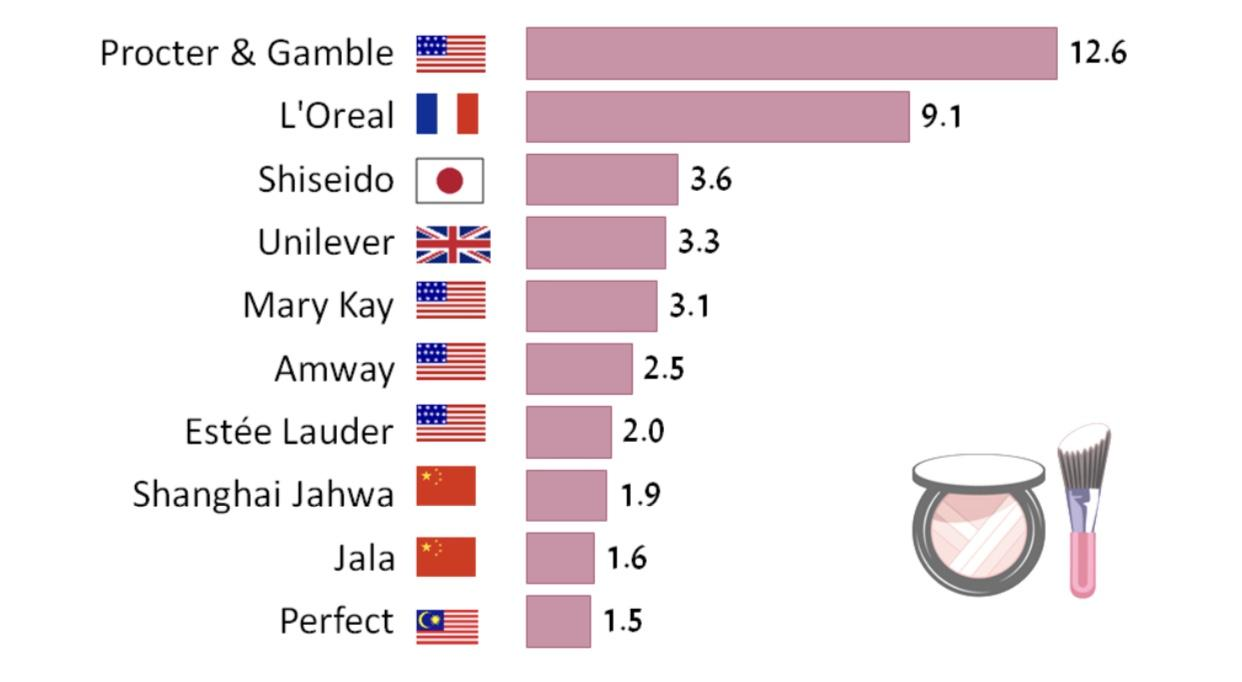 Procter & Gamble 12.6
L'Oreal 9.1
Shiseido 3.6
Unilever 3.3
Mary Kay 3.1
Amway 2.5
Estée Lauder 2.0
Shanghai Jahwa 1.9
Jala 1.6
Perfect 1.5